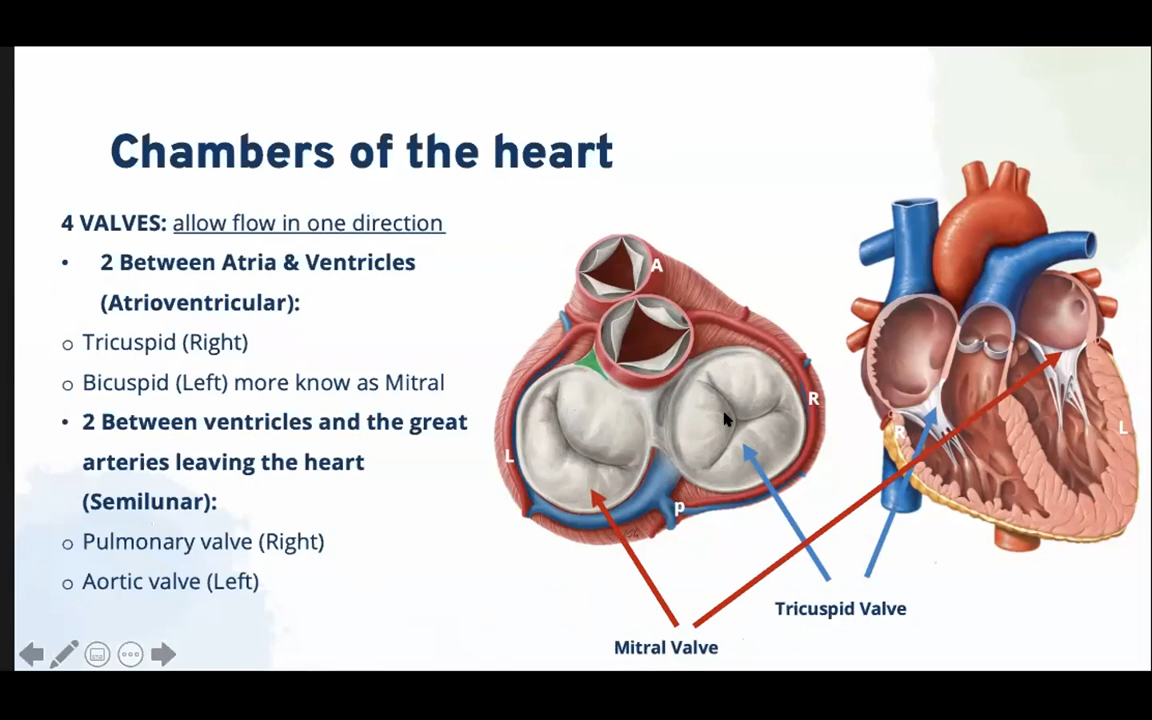 Chambers of the heart
4 VALVES: allow flow in one direction
• 2 Between Atria & Ventricles
(Atrioventricular):
o Tricuspid (Right)
o Bicuspid (Left) more know as Mitral
• 2 Between ventricles and the great
arteries leaving the heart
(Semilunar):
o Pulmonary valve (Right)
o Aortic valve (Left)
A
R
L
p
R
L
Tricuspid Valve
Mitral Valve